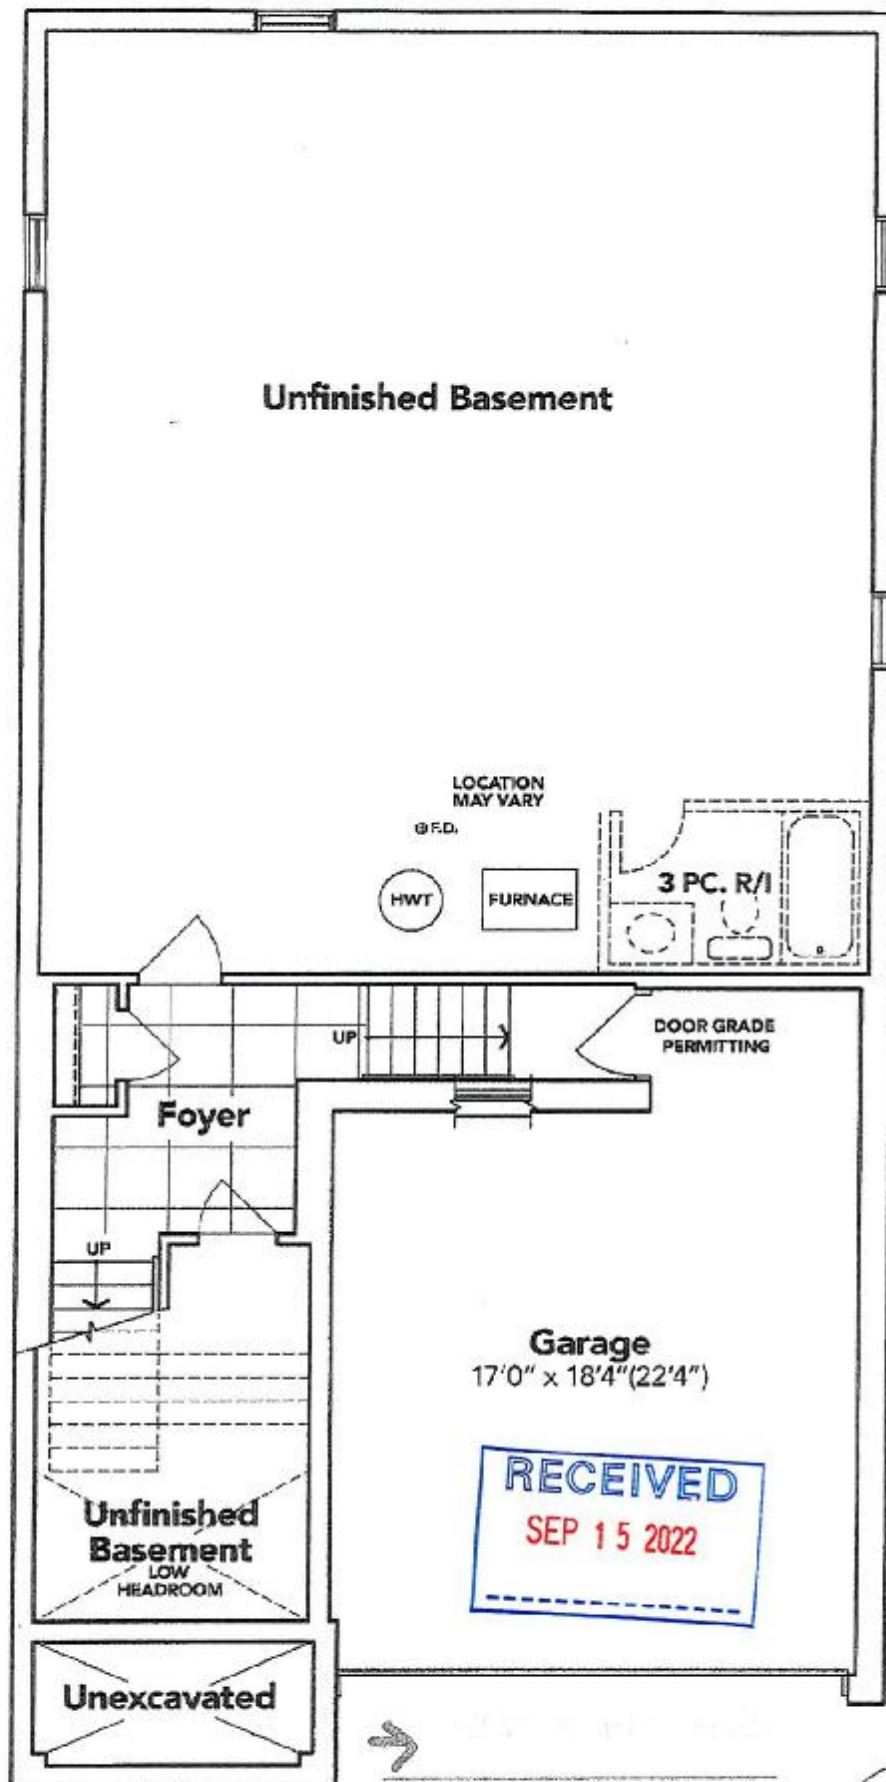 Unfinished Basement
LOCATION
MAY VARY
F.D.
HWT
FURNACE
3 PC. R/I
UP
DOOR GRADE
PERMITTING
Foyer
UP
Garage
17'0" x 18'4"(22'4")
RECEIVED
SEP 15 2022
Unfinished
Basement
LOW
HEADROOM
Unexcavated